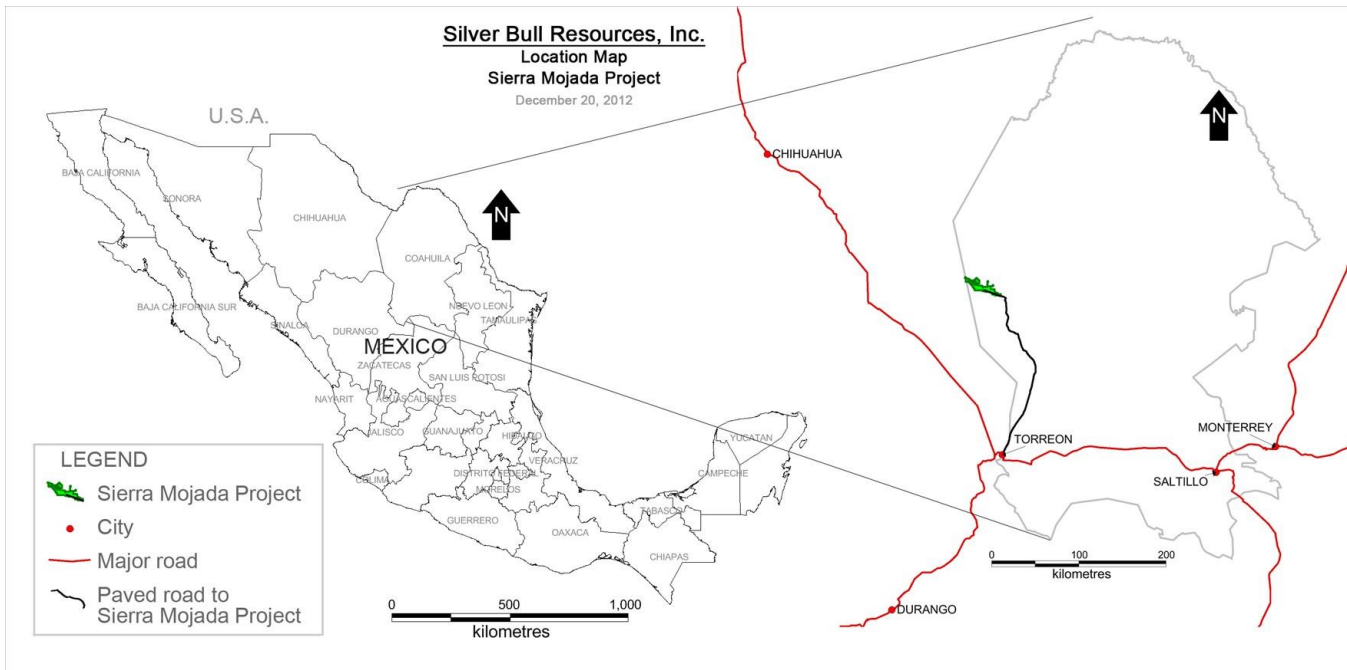 Silver Bull Resources, Inc.
Location Map
Sierra Mojada Project
December 20, 2012
U.S.A.
N
BAJA CALIFORNIA
SONORA
CHIHUAHUA
COAHUILA
BAJA CALIFORNIA SUR
NUEVO LEON
TAMAULIPAS
SINALOA
DURANGO
MEXICO
ZACATECAS
SAN LUIS POTOSI
NAYARIT
AGUASCALIENTES
JALISCO
GUANAJUATO
HIDALGO
YUCATAN
VERACRUZ
CAMPECHE
DISTRITO FEDERAL
COLIMA
MORELOS
TABASCO
GUERRERO
OAXACA
CHIAPAS
0 500 1,000
kilometres
LEGEND
Sierra Mojada Project
City
Major road
Paved road to
Sierra Mojada Project
N
CHIHUAHUA
TORREON
MONTERREY
SALTILLO
DURANGO
0 100 200
kilometres